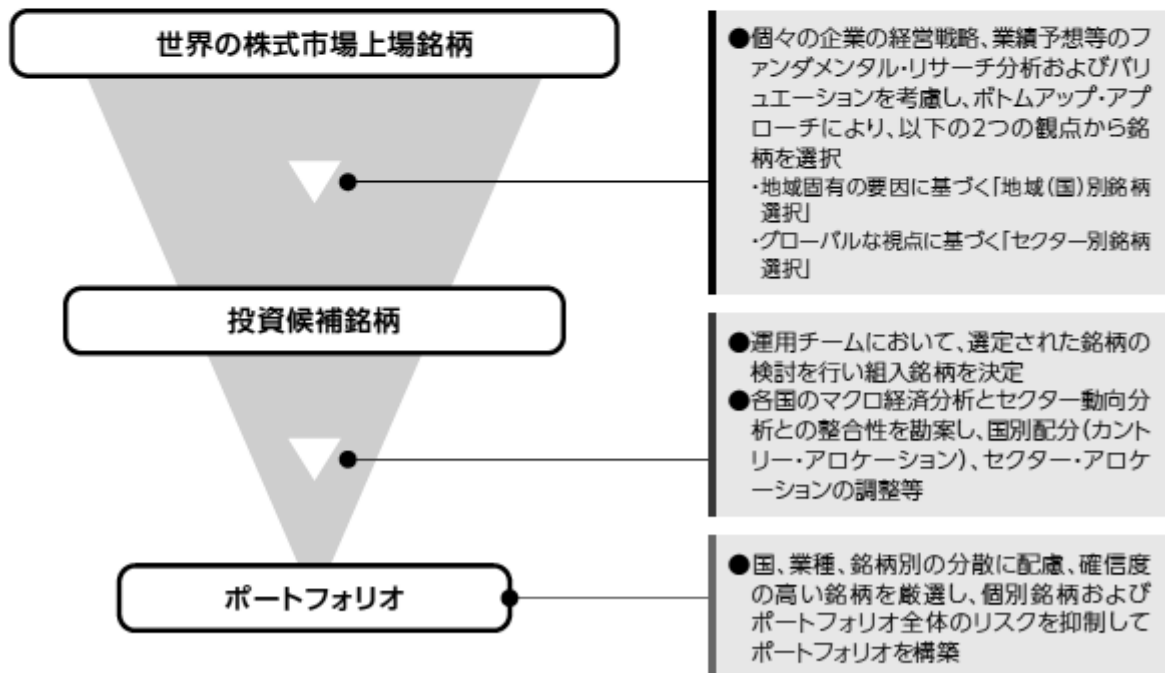 世界の株式市場上場銘柄
●個々の企業の経営戦略、業績予想等のフ
ァンダメンタル・リサーチ分析およびバリ
ュエーションを考慮し、ボトムアップ・アプ
ローチにより、以下の2つの観点から銘
柄を選択
・地域固有の要因に基づく「地域(国)別銘柄
選択」
・グローバルな視点に基づく「セクター別銘柄
選択」
投資候補銘柄
●運用チームにおいて、選定された銘柄の
検討を行い組入銘柄を決定
●各国のマクロ経済分析とセクター動向分
析との整合性を勘案し、国別配分(カント
リー・アロケーション)、セクター・アロケ
ーションの調整等
ポートフォリオ
●国、業種、銘柄別の分散に配慮、確信度
の高い銘柄を厳選し、個別銘柄および
ポートフォリオ全体のリスクを抑制して
ポートフォリオを構築